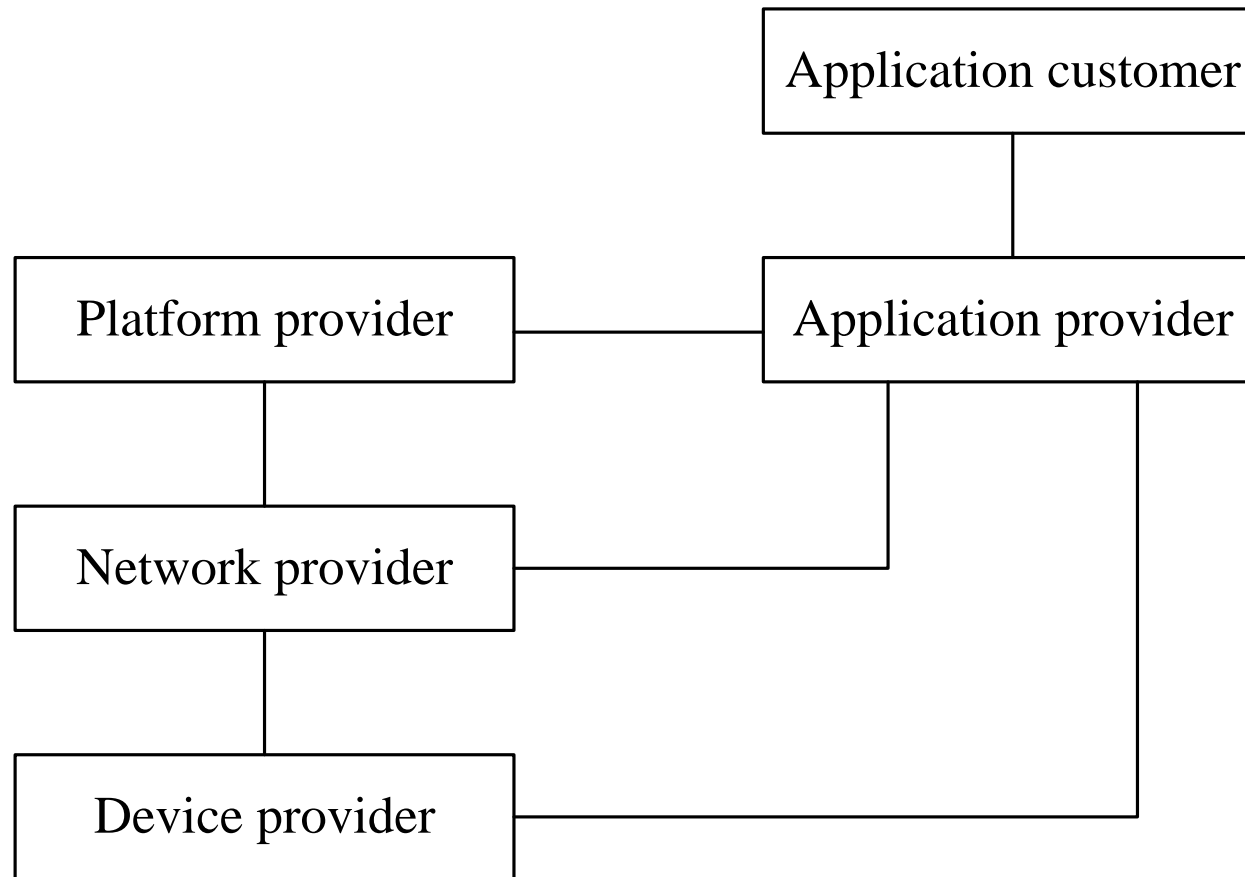 Application customer
Platform provider
Application provider
Network provider
Device provider